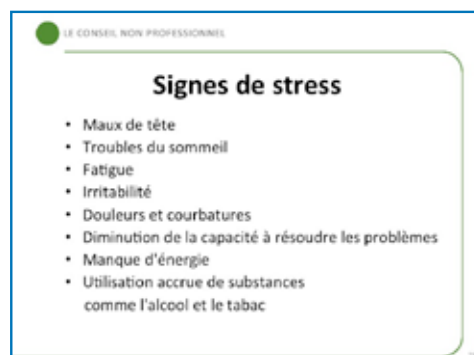 LE CONSEIL NON PROFESSIONNEL
Signes de stress
• Maux de tête
• Troubles du sommeil
• Fatigue
• Irritabilité
• Douleurs et courbatures
• Diminution de la capacité à résoudre les problèmes
• Manque d'énergie
• Utilisation accrue de substances
comme l'alcool et le tabac